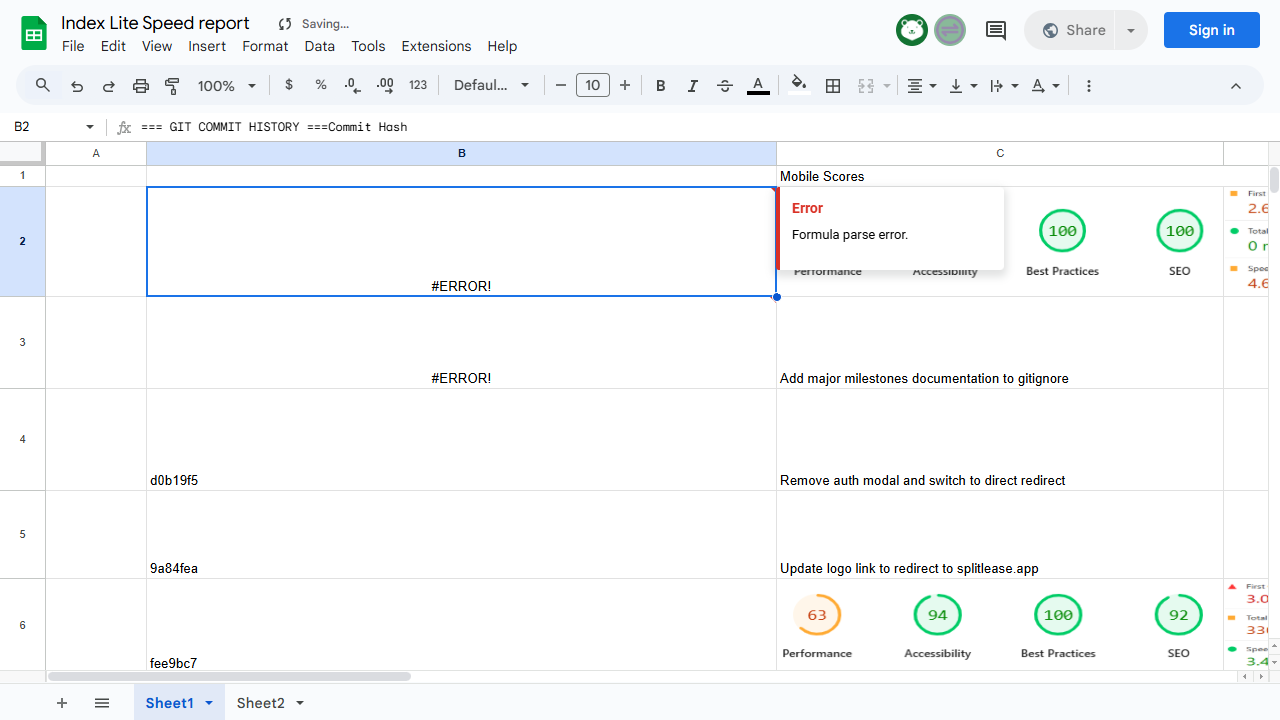 Index Lite Speed report
Saving...
Share
Sign in
File Edit View Insert Format Data Tools Extensions Help
100% $ % .0 .00 123 Defaul... 10 B I A A
B2 fx === GIT COMMIT HISTORY ===Commit Hash
A B C
1 Mobile Scores
2 #ERROR!
Error
Formula parse error.
100 100
Performance Accessibility Best Practices SEO
First
2.6
Total
Spee
4.6
3 #ERROR! Add major milestones documentation to gitignore
4 d0b19f5 Remove auth modal and switch to direct redirect
5 9a84fea Update logo link to redirect to splitlease.app
6 fee9bc7
63 94 100 92
Performance Accessibility Best Practices SEO
First
3.0
Total
Spee
3.4
Sheet1 Sheet2